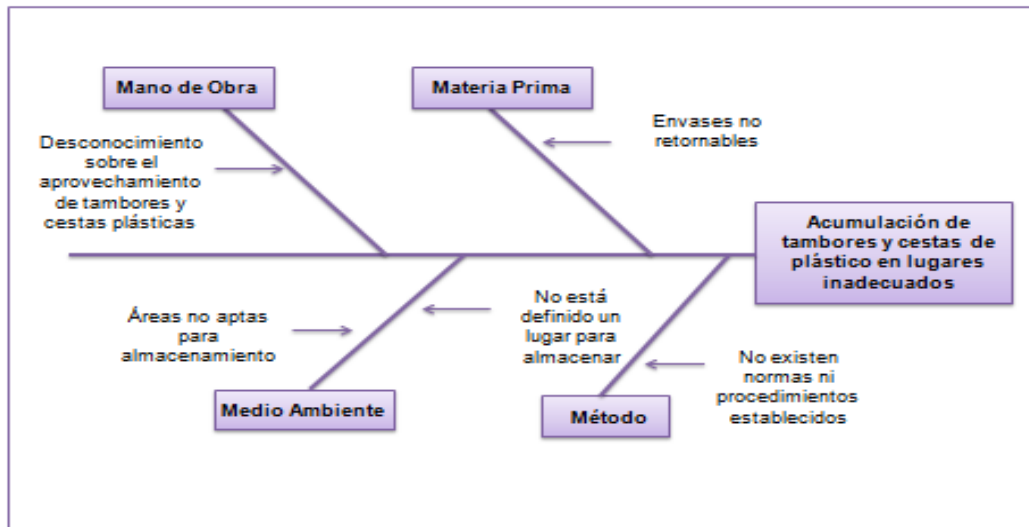 Mano de Obra
Materia Prima
Desconocimiento
sobre el
aprovechamiento
de tambores y
cestas plásticas
Envases no
retornables
Acumulación de
tambores y cestas de
plástico en lugares
inadecuados
Áreas no aptas
para
almacenamiento
No está
definido un
lugar para
almacenar
No existen
normas ni
procedimientos
establecidos
Medio Ambiente
Método